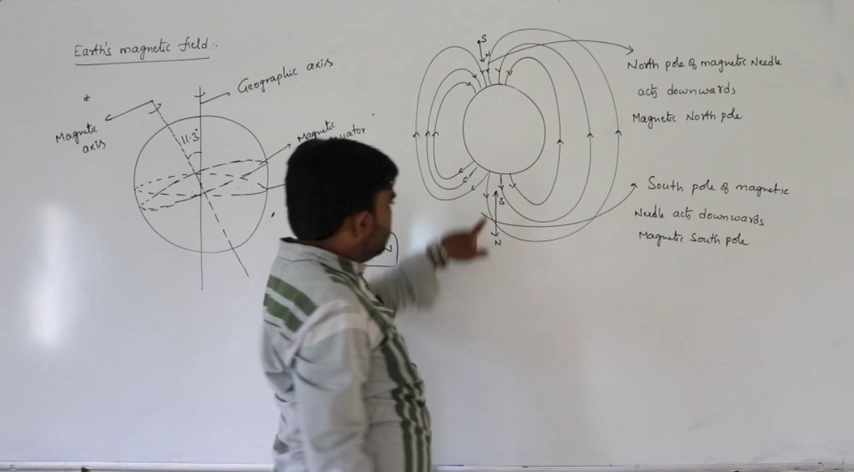 Earth's magnetic field:-
Geographic axis
*
Magnetic
axis
11.3°
Magnetic
S
N
North pole of magnetic Needle
acts downwards
Magnetic North pole
S
N
South pole of magnetic
Needle acts downwards
Magnetic South pole